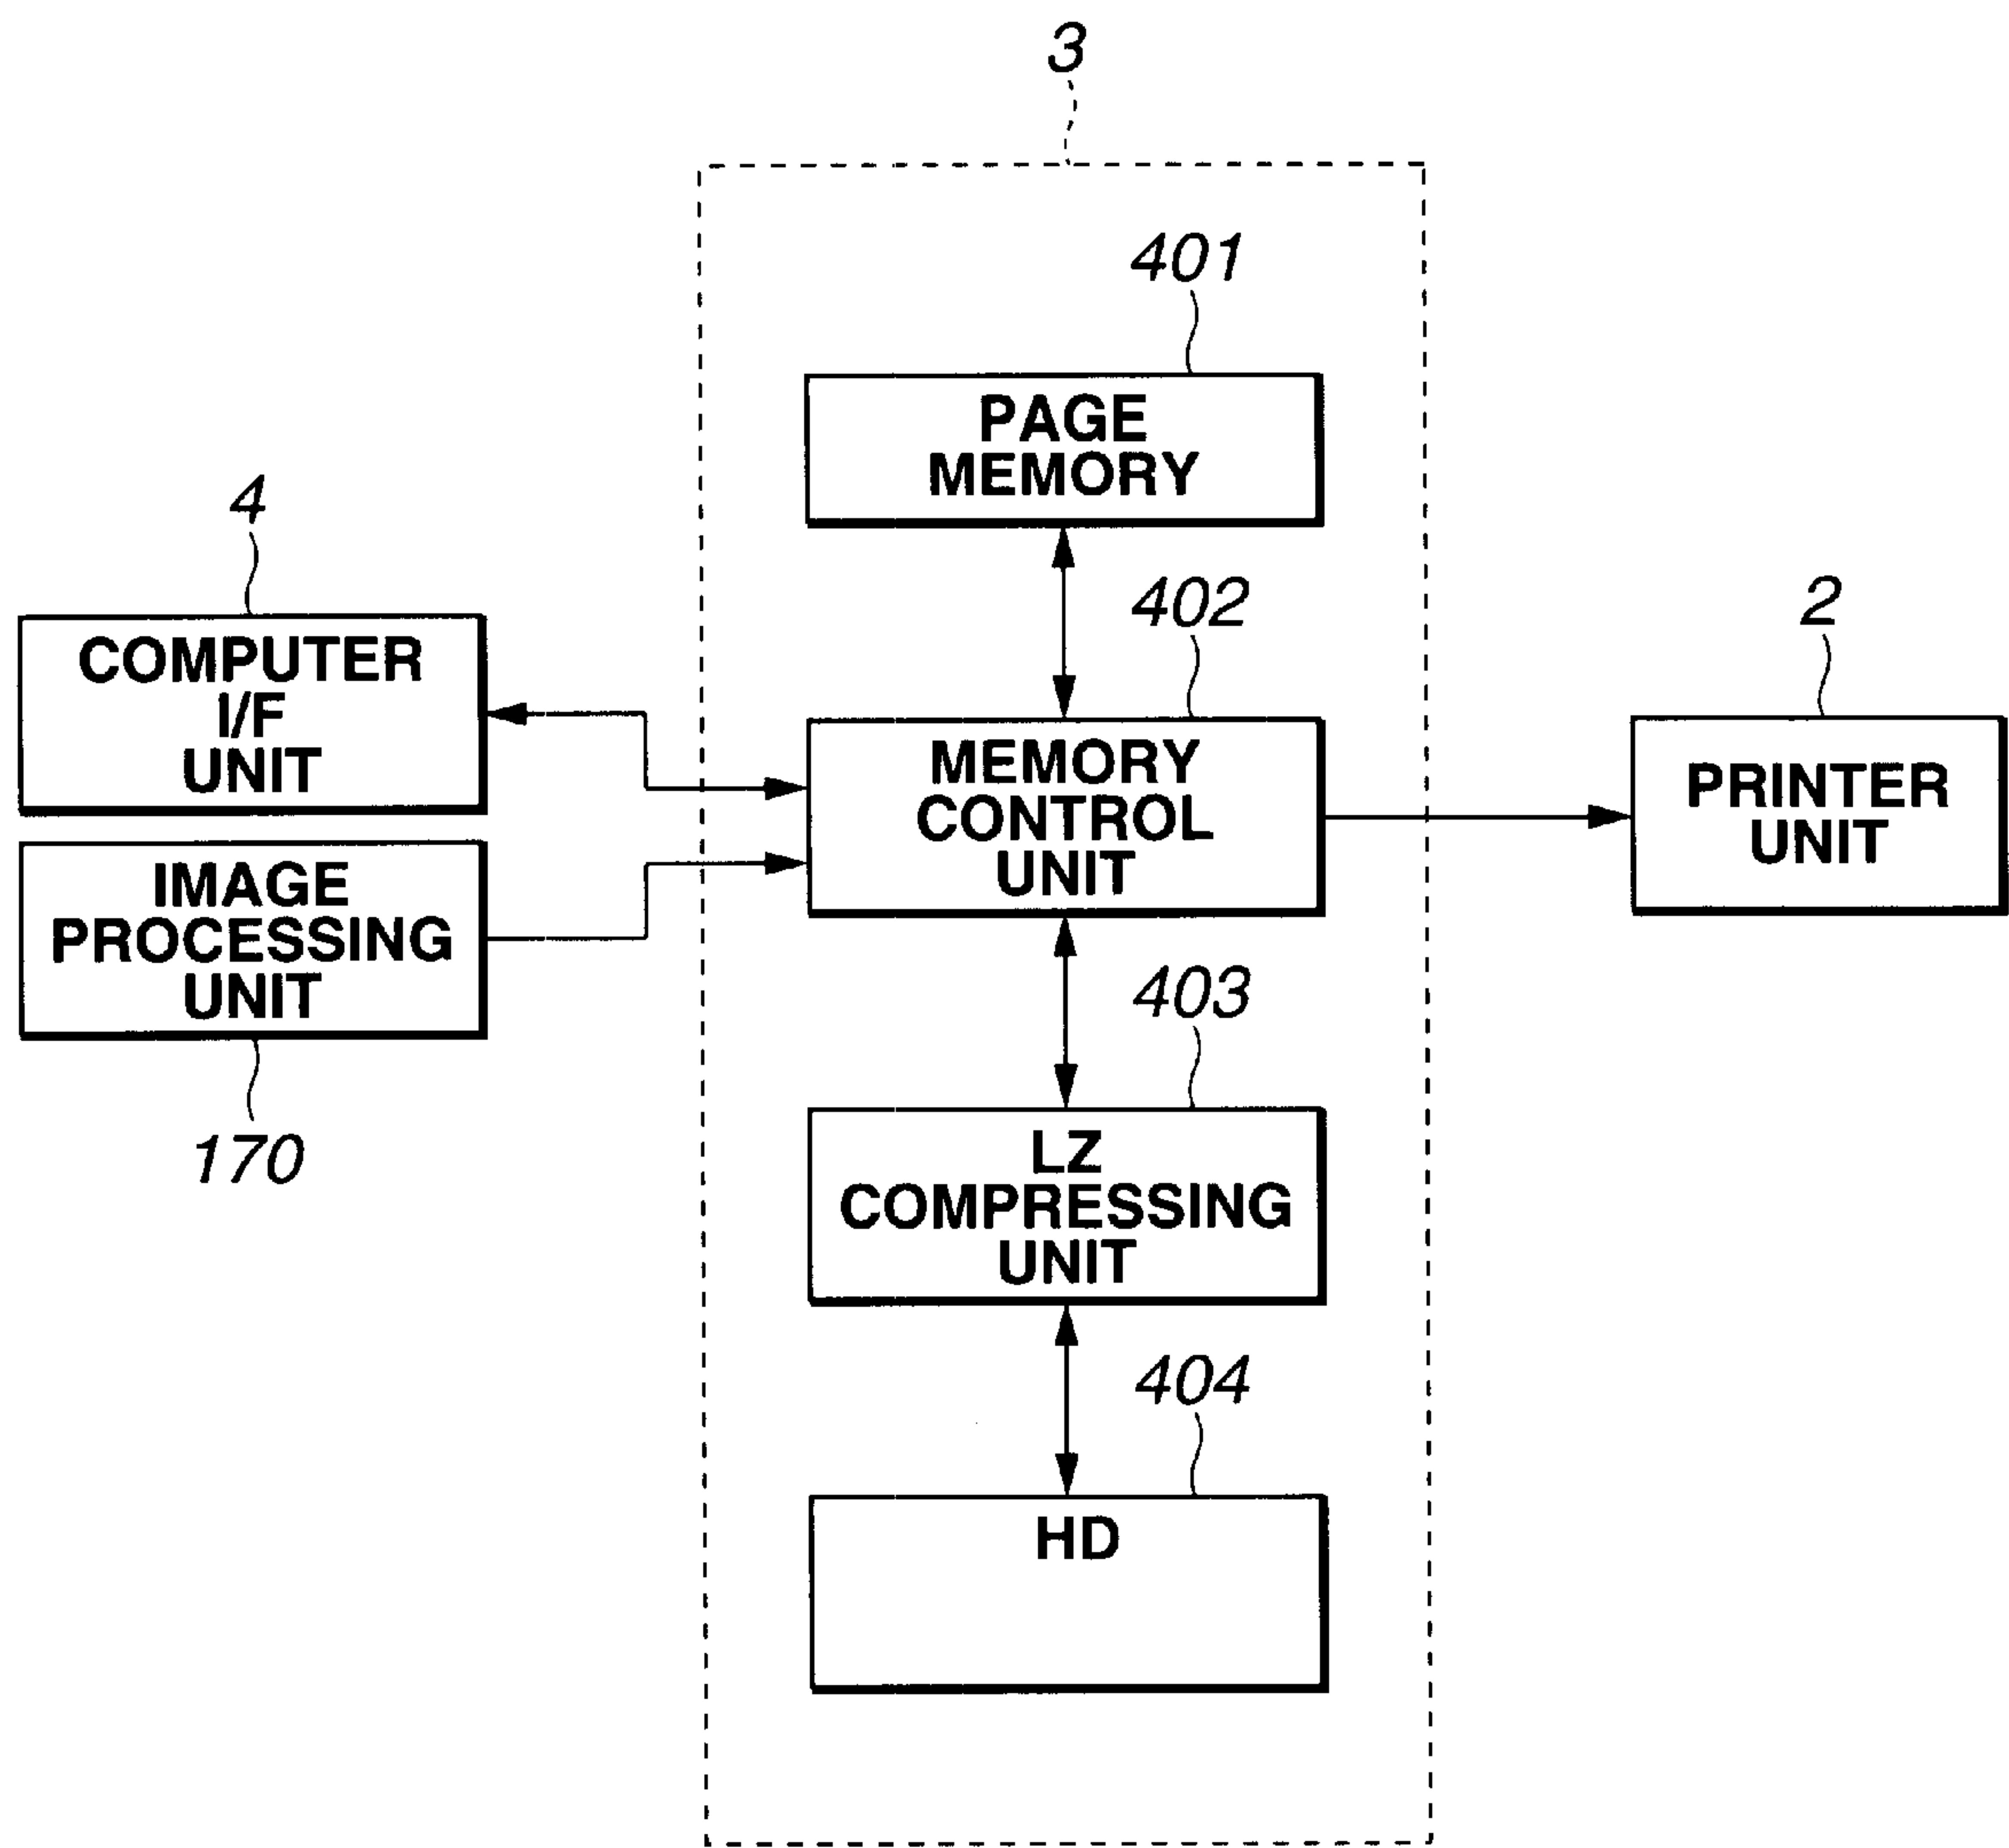 3
401
PAGE
MEMORY
4
COMPUTER
I/F
UNIT
402
MEMORY
CONTROL
UNIT
2
PRINTER
UNIT
IMAGE
PROCESSING
UNIT
170
403
LZ
COMPRESSING
UNIT
404
HD